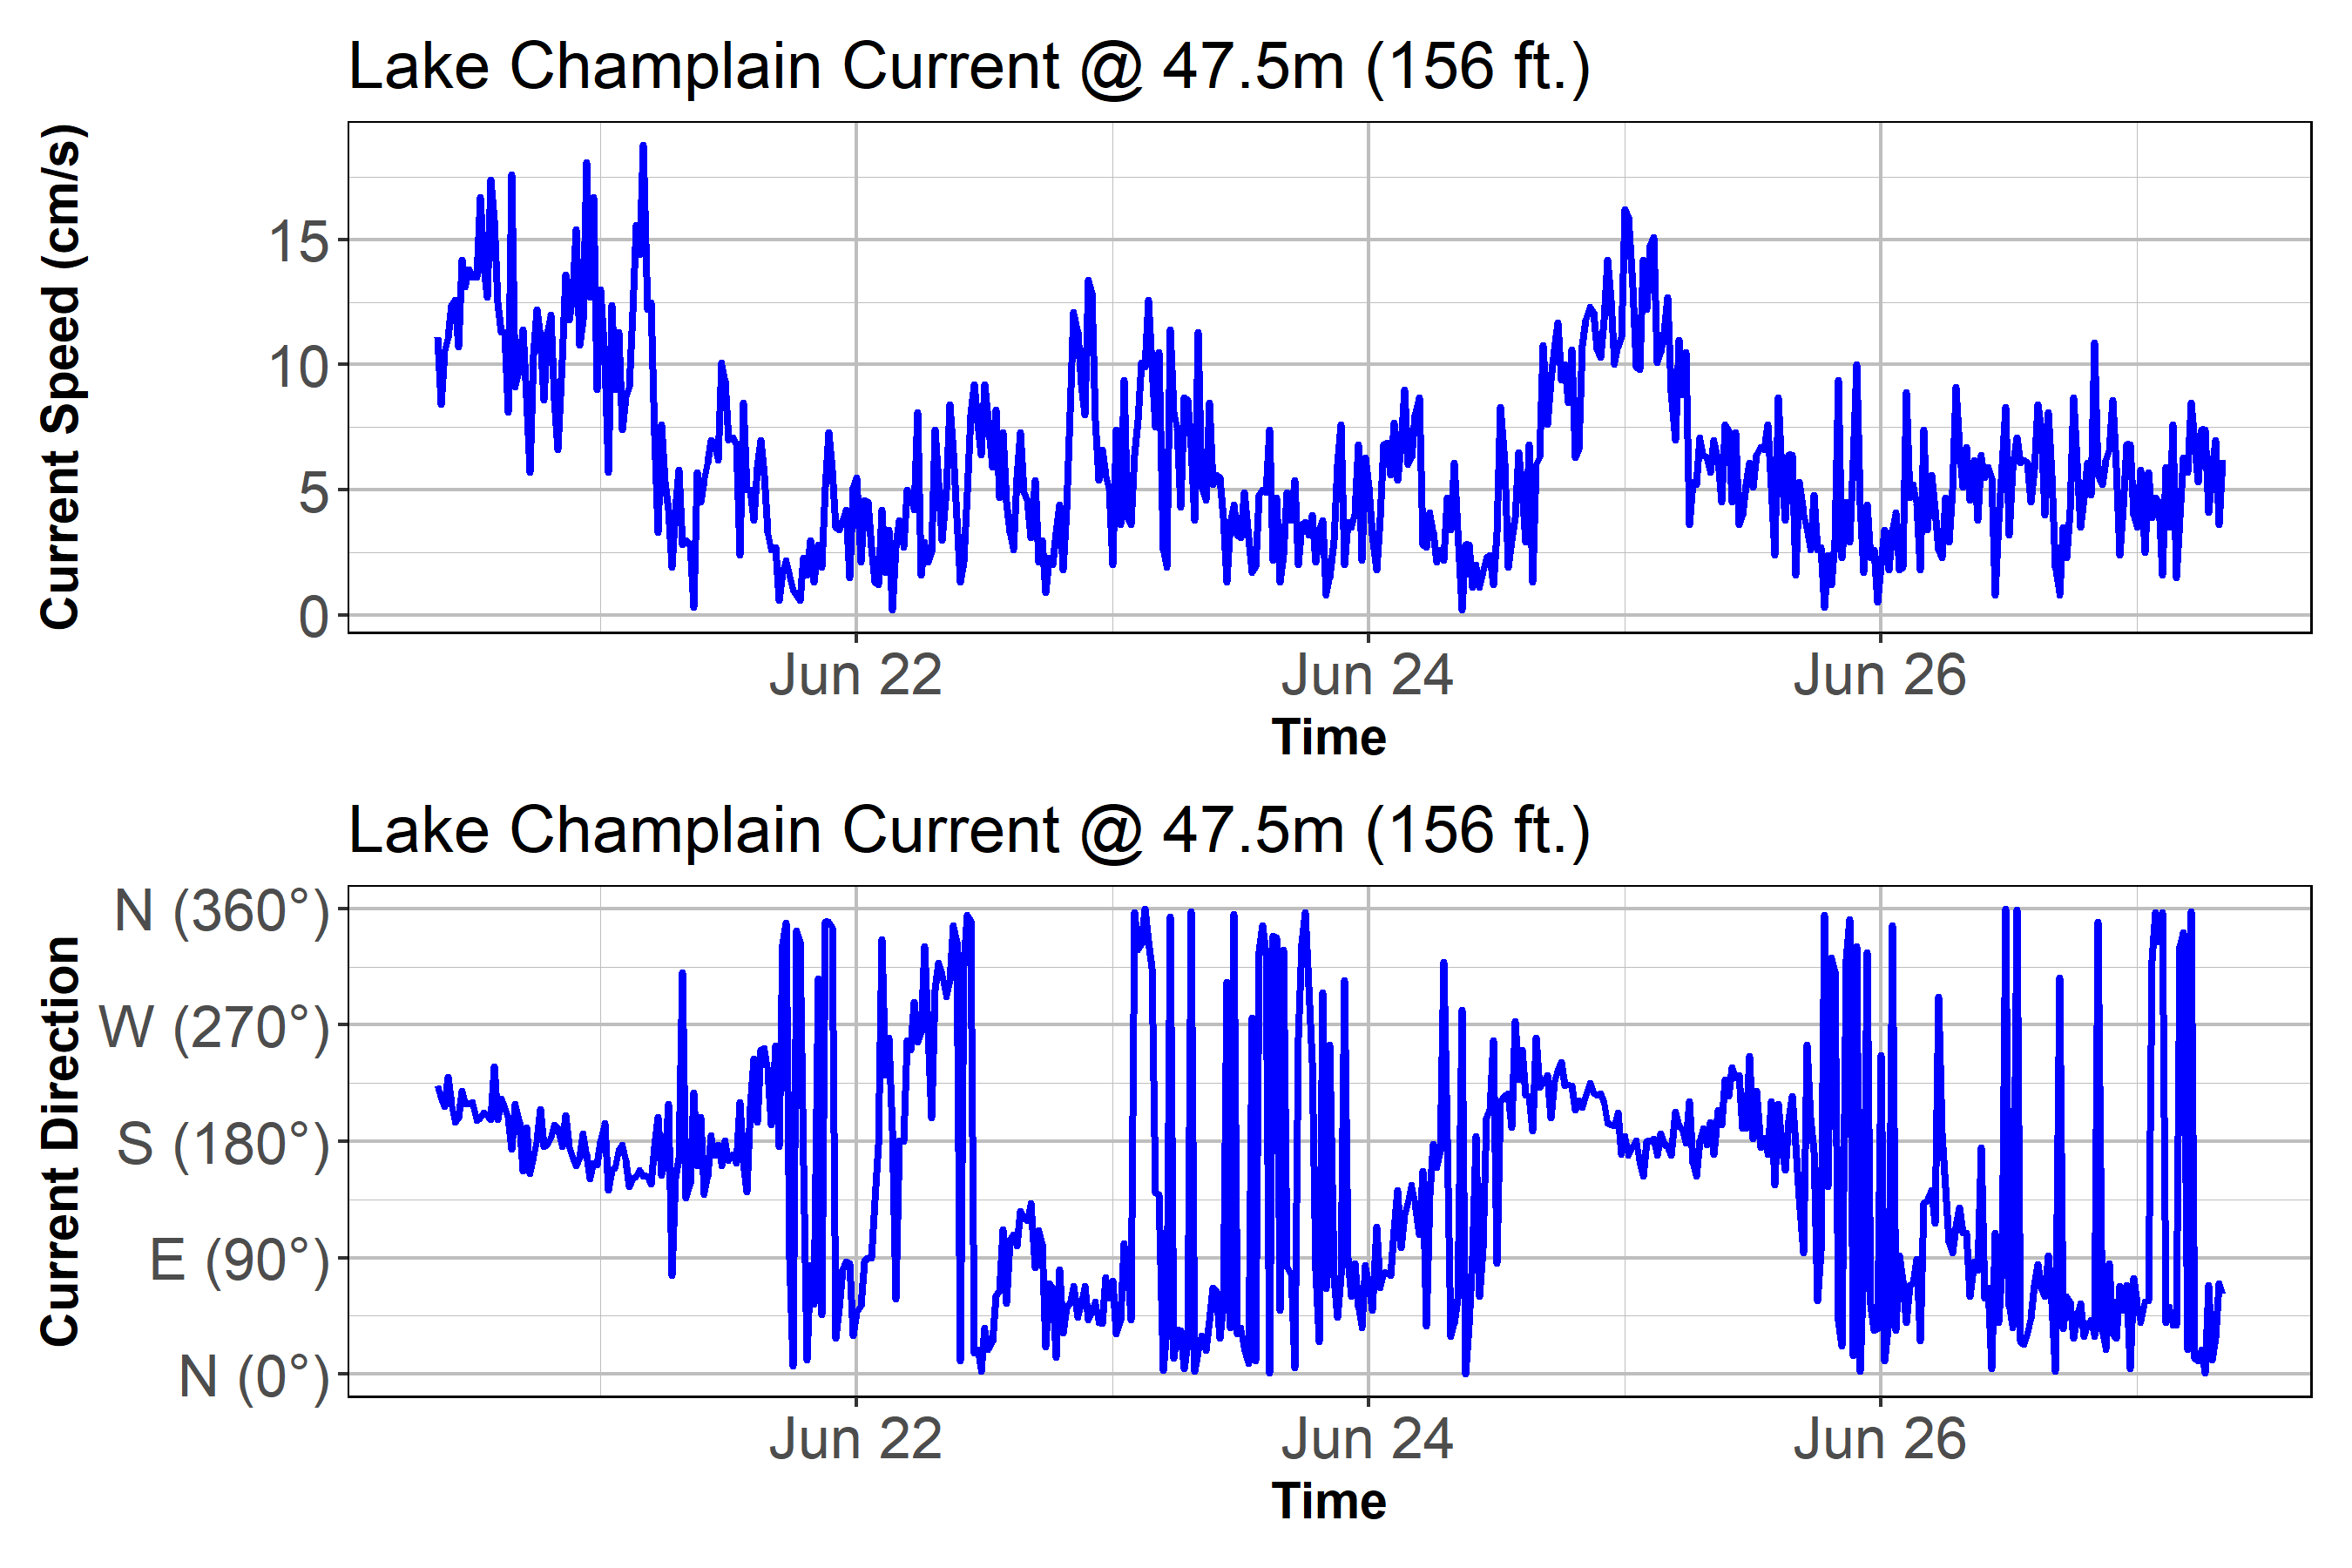 Lake Champlain Current @ 47.5m (156 ft.)
Current Speed (cm/s)
15
10
5
0
Jun 22 Jun 24 Jun 26
Time
Lake Champlain Current @ 47.5m (156 ft.)
Current Direction
N (360°)
W (270°)
S (180°)
E (90°)
N (0°)
Jun 22 Jun 24 Jun 26
Time